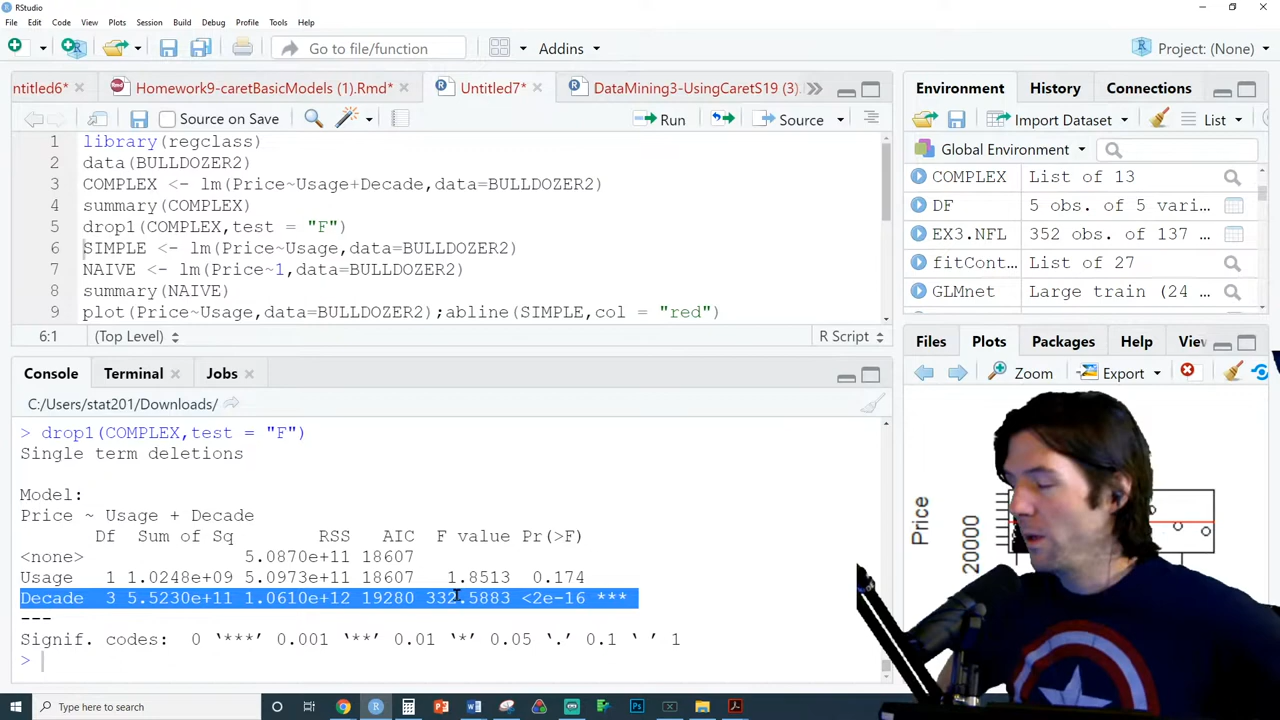 RStudio
File Edit Code View Plots Session Build Debug Profile Tools Help
Go to file/function Addins Project: (None)
ntitled6* Homework9-caretBasicModels (1).Rmd* Untitled7* DataMining3-UsingCaretS19 (3).
Source on Save Run Source
1 library(regclass)
2 data(BULLDOZER2)
3 COMPLEX <- lm(Price~Usage+Decade,data=BULLDOZER2)
4 summary(COMPLEX)
5 drop1(COMPLEX,test = "F")
6 SIMPLE <- lm(Price~Usage,data=BULLDOZER2)
7 NAIVE <- lm(Price~1,data=BULLDOZER2)
8 summary(NAIVE)
9 plot(Price~Usage,data=BULLDOZER2);abline(SIMPLE,col = "red")
6:1 (Top Level) R Script
Console Terminal Jobs
C:/Users/stat201/Downloads/
> drop1(COMPLEX,test = "F")
Single term deletions
Model:
Price ~ Usage + Decade
Df Sum of Sq RSS AIC F value Pr(>F)
<none> 5.0870e+11 18607
Usage 1 1.0248e+09 5.0973e+11 18607 1.8513 0.174
Decade 3 5.5230e+11 1.0610e+12 19280 332.5883 <2e-16 ***
---
Signif. codes: 0 ‘***’ 0.001 ‘**’ 0.01 ‘*’ 0.05 ‘.’ 0.1 ‘ ’ 1
>
Environment History Connections
Import Dataset List
Global Environment
COMPLEX List of 13
DF 5 obs. of 5 vari...
EX3.NFL 352 obs. of 137 ...
fitCont... List of 27
GLMnet Large train (24 ...
Files Plots Packages Help Vie
Zoom Export
Price
20000
Type here to search